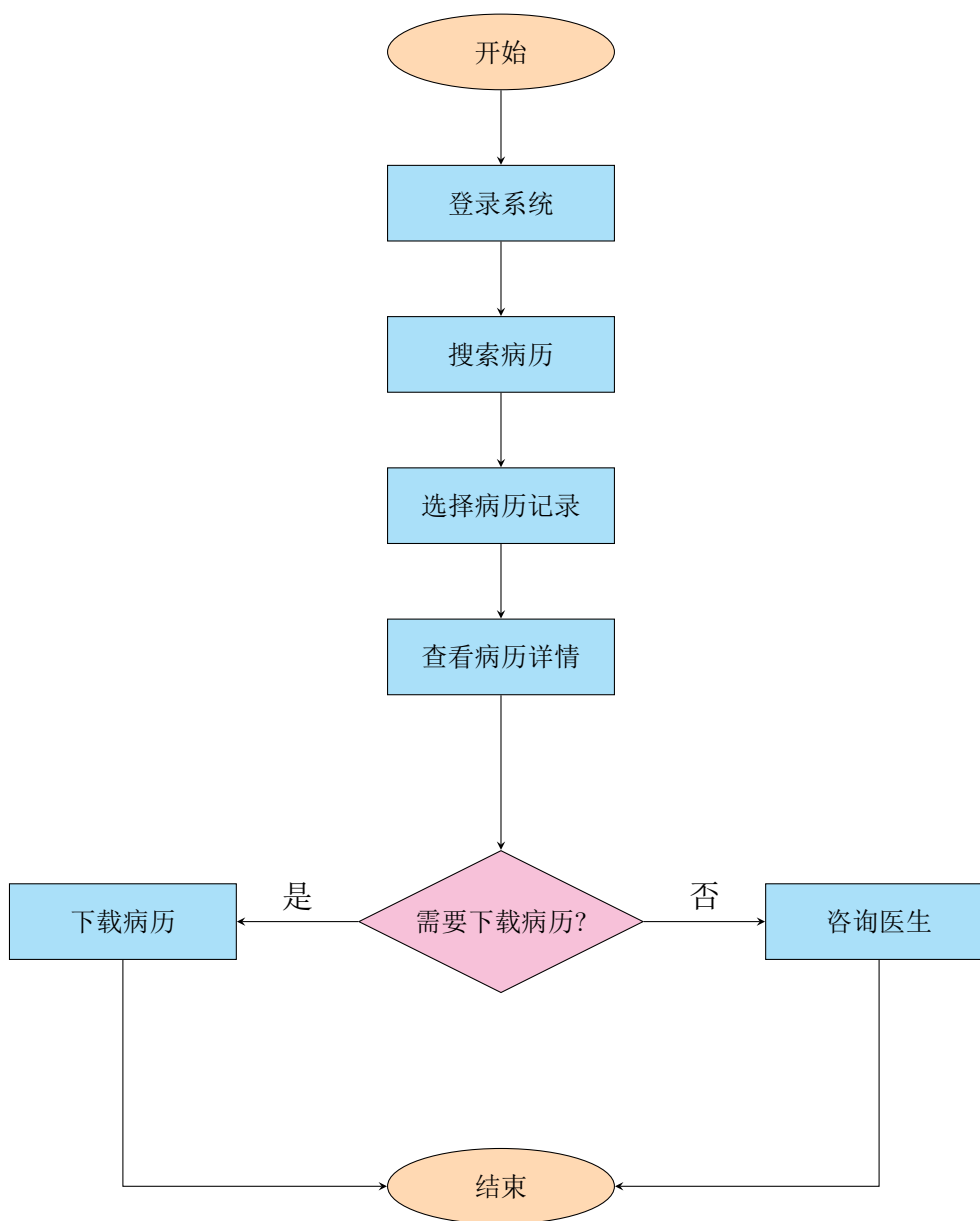 开始
登录系统
搜索病历
选择病历记录
查看病历详情
需要下载病历?
是
否
下载病历
咨询医生
结束